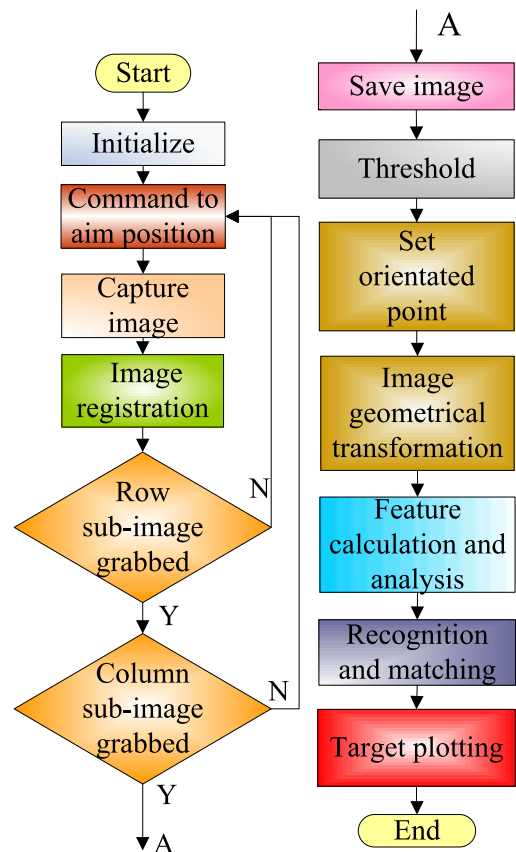 Start
Initialize
Command to
aim position
Capture
image
Image
registration
Row
sub-image
grabbed
N
Y
Column
sub-image
grabbed
N
Y
A
A
Save image
Threshold
Set
orientated
point
Image
geometrical
transformation
Feature
calculation and
analysis
Recognition
and matching
Target plotting
End